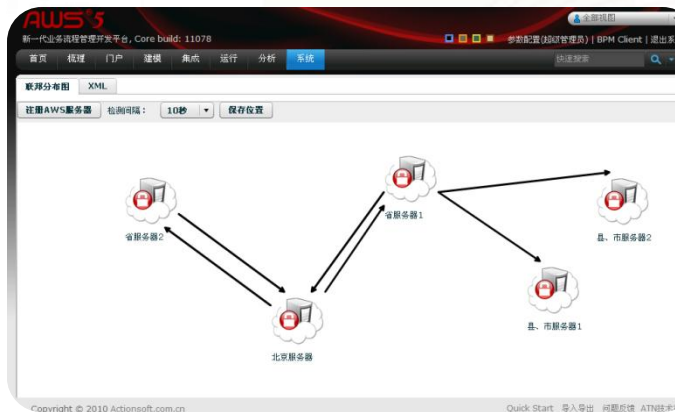 AWS 5
全部视图
新一代业务流程管理开发平台, Core build: 11078
参数配置(超级管理员) | BPM Client | 退出系
首页 梳理 门户 建模 集成 运行 分析 系统 快速搜索
联邦分布图 XML
注册AWS服务器 检测间隔： 10秒 保存位置
省服务器1
省服务器2
县、市服务器2
县、市服务器1
北京服务器
Copyright © 2010 Actionsoft.com.cn
Quick Start 导入导出 问题反馈 ATN技术